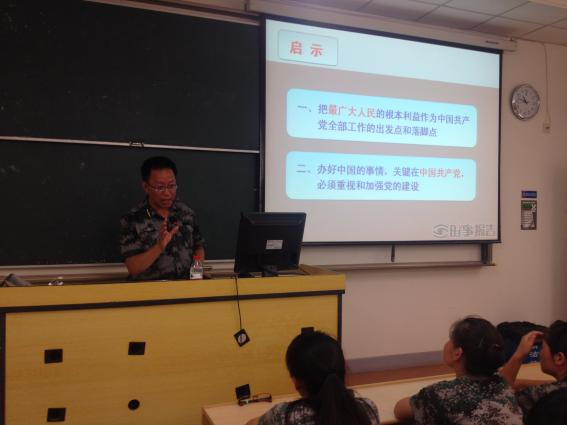 启示
一、把最广大人民的根本利益作为中国共产
党全部工作的出发点和落脚点
二、办好中国的事情，关键在中国共产党，
必须重视和加强党的建设
时事报告